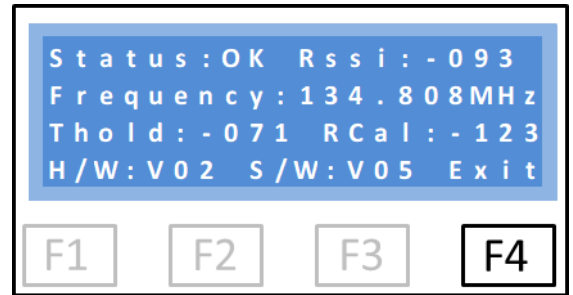 Status:OK Rssi:-093
Frequency:134.808MHz
Thold:-071 RCal:-123
H/W:V02 S/W:V05 Exit
F1 F2 F3 F4